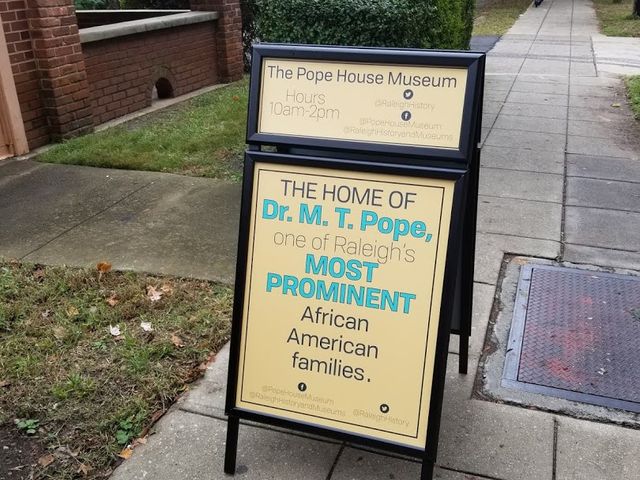 The Pope House Museum
Hours
10am-2pm
@RaleighHistory
@PopeHouseMuseum
@RaleighHistoryandMuseums
THE HOME OF
Dr. M. T. Pope,
one of Raleigh's
MOST
PROMINENT
African
American
families.
@PopeHouseMuseum
@RaleighHistoryandMuseums
@RaleighHistory